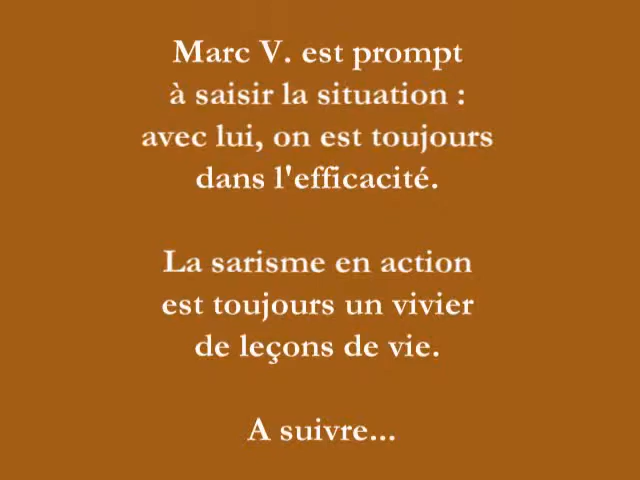 Marc V. est prompt
à saisir la situation :
avec lui, on est toujours
dans l'efficacité.
La sarisme en action
est toujours un vivier
de leçons de vie.
A suivre...